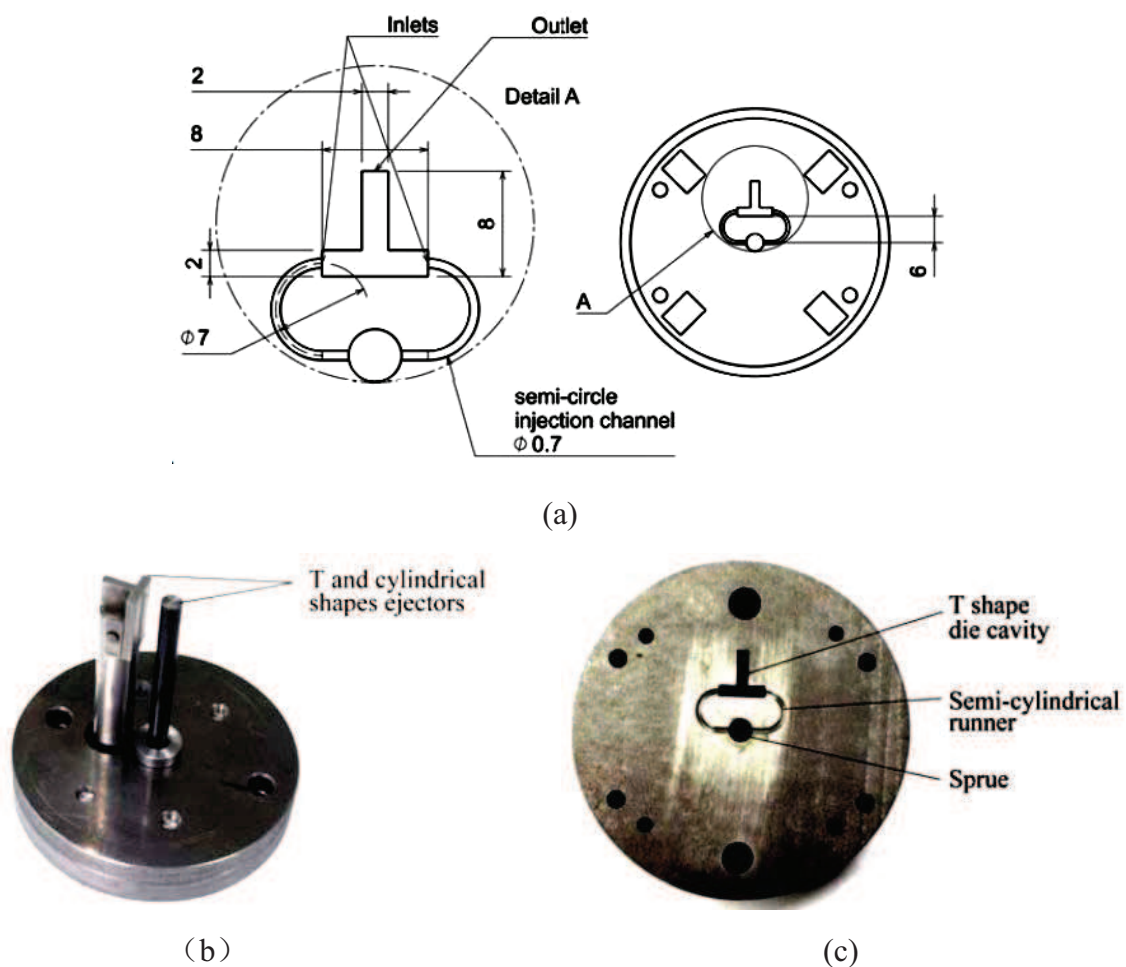 Inlets
Outlet
2
Detail A
8
8
2
6
A
Φ 7
semi-circle
injection channel
Φ 0.7
(a)
T and cylindrical
shapes ejectors
T shape
die cavity
Semi-cylindrical
runner
Sprue
（b）
(c)